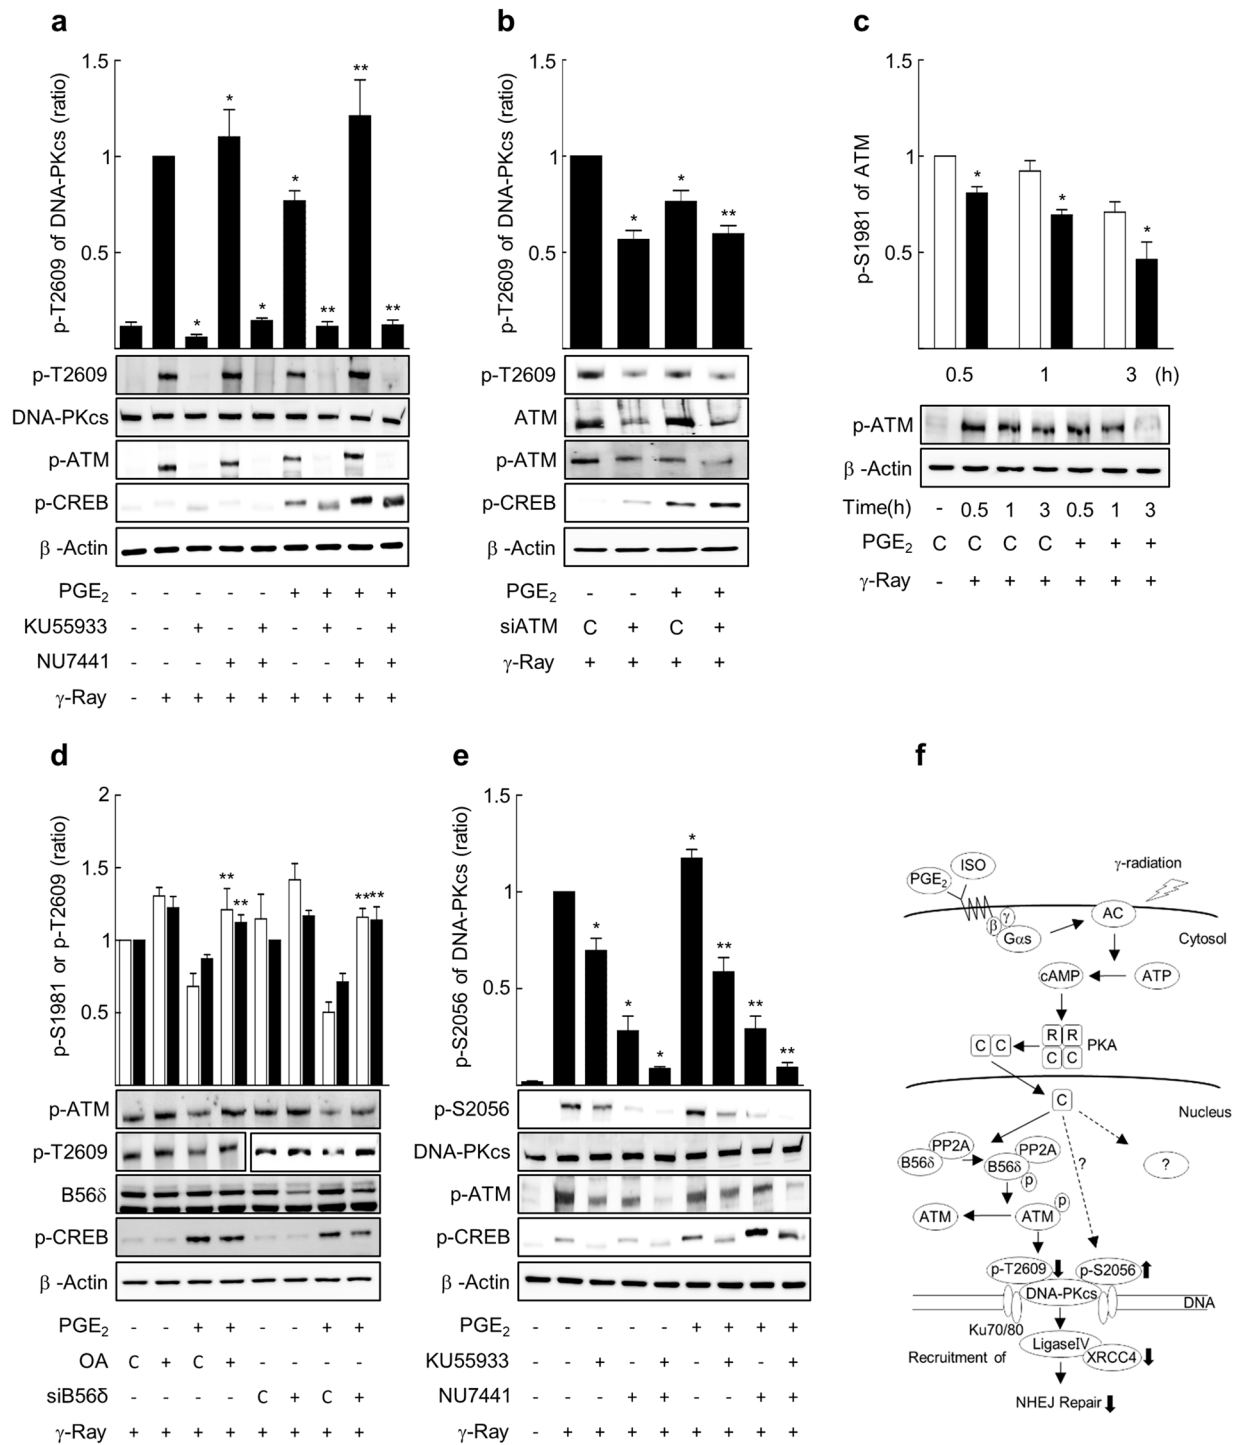 a
p-T2609 of DNA-PKcs (ratio)
1.5
1
0.5
* * * * ** ** **
p-T2609
DNA-PKcs
p-ATM
p-CREB
β -Actin
PGE2 - - - - - + + + +
KU55933 - - + - + - + - +
NU7441 - - - + + - - + +
γ-Ray - + + + + + + + +
b
p-T2609 of DNA-PKcs (ratio)
1.5
1
0.5
* * **
p-T2609
ATM
p-ATM
p-CREB
β -Actin
PGE2 - - + +
siATM C + C +
γ-Ray + + + +
c
p-S1981 of ATM
1.5
1
0.5
* * *
0.5 1 3 (h)
p-ATM
β -Actin
Time(h) - 0.5 1 3 0.5 1 3
PGE2 C C C C + + +
γ-Ray - + + + + + +
d
p-S1981 or p-T2609 (ratio)
2
1.5
1
0.5
** ** ** **
p-ATM
p-T2609
B56δ
p-CREB
β -Actin
PGE2 - - + + - - + +
OA C + C + - - - -
siB56δ - - - - C + C +
γ-Ray + + + + + + + +
e
p-S2056 of DNA-PKcs (ratio)
1.5
1
0.5
* * * * ** ** **
p-S2056
DNA-PKcs
p-ATM
p-CREB
β -Actin
PGE2 - - - - - + + + +
KU55933 - - + - + - + - +
NU7441 - - - + + - - + +
γ-Ray - + + + + + + + +
f
ISO
PGE2
γ-radiation
β γ
Gαs
AC
Cytosol
cAMP
ATP
C C
R R
C C
PKA
C
Nucleus
PP2A
B56δ
PP2A
B56δ
p
?
?
ATM
ATM
p
p-T2609
p-S2056
DNA-PKcs
DNA
Ku70/80
Recruitment of
LigaseIV
XRCC4
NHEJ Repair